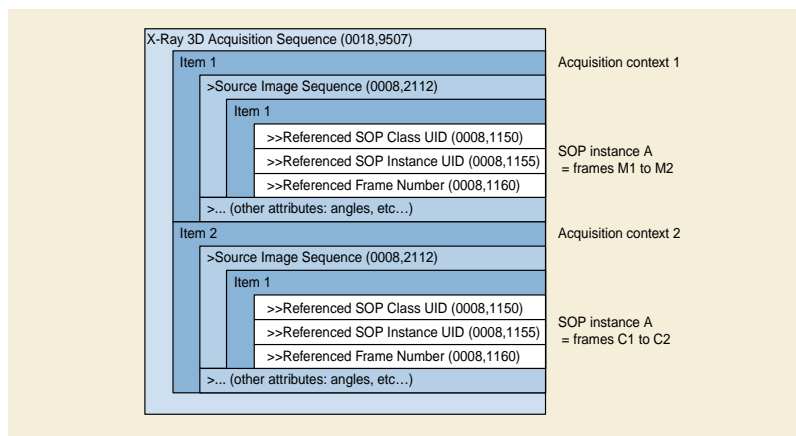 X-Ray 3D Acquisition Sequence (0018,9507)
Item 1
Acquisition context 1
>Source Image Sequence (0008,2112)
Item 1
>>Referenced SOP Class UID (0008,1150)
>>Referenced SOP Instance UID (0008,1155)
>>Referenced Frame Number (0008,1160)
SOP instance A
= frames M1 to M2
>... (other attributes: angles, etc…)
Item 2
Acquisition context 2
>Source Image Sequence (0008,2112)
Item 1
>>Referenced SOP Class UID (0008,1150)
>>Referenced SOP Instance UID (0008,1155)
>>Referenced Frame Number (0008,1160)
SOP instance A
= frames C1 to C2
>... (other attributes: angles, etc…)